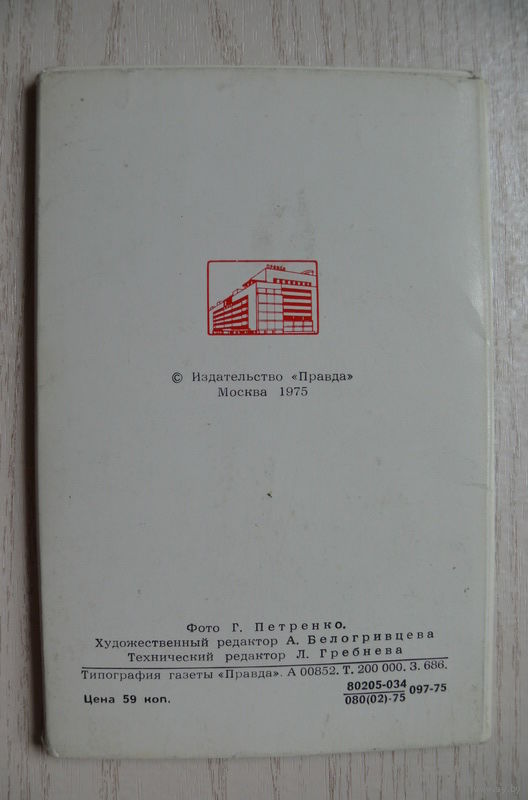 ПРАВДА
© Издательство «Правда»
Москва 1975
Фото Г. Петренко.
Художественный редактор А. Белогривцева
Технический редактор Л. Гребнева
Типография газеты «Правда». А 00852. Т. 200 000. З. 686.
Цена 59 коп.
80205-034
080(02)-75
097-75